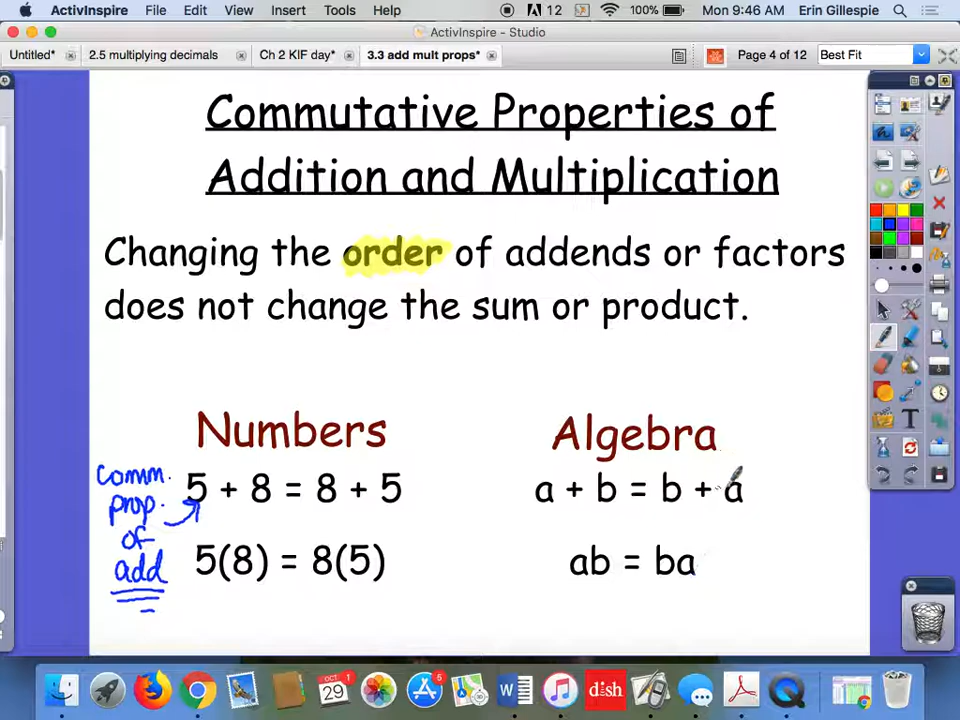 ActivInspire File Edit View Insert Tools 12 100% Mon 9:46 AM Erin Gillespie
ActivInspire - Studio
Untitled* 2.5 multiplying decimals Ch 2 KIF day* 3.3 add mult props* Page 4 of 12 Best Fit
Commutative Properties of
Addition and Multiplication
Changing the order of addends or factors
does not change the sum or product.
Numbers Algebra
Comm.
prop.
of
add
5 + 8 = 8 + 5 a + b = b + a
5(8) = 8(5) ab = ba
OCT 29 5 dish